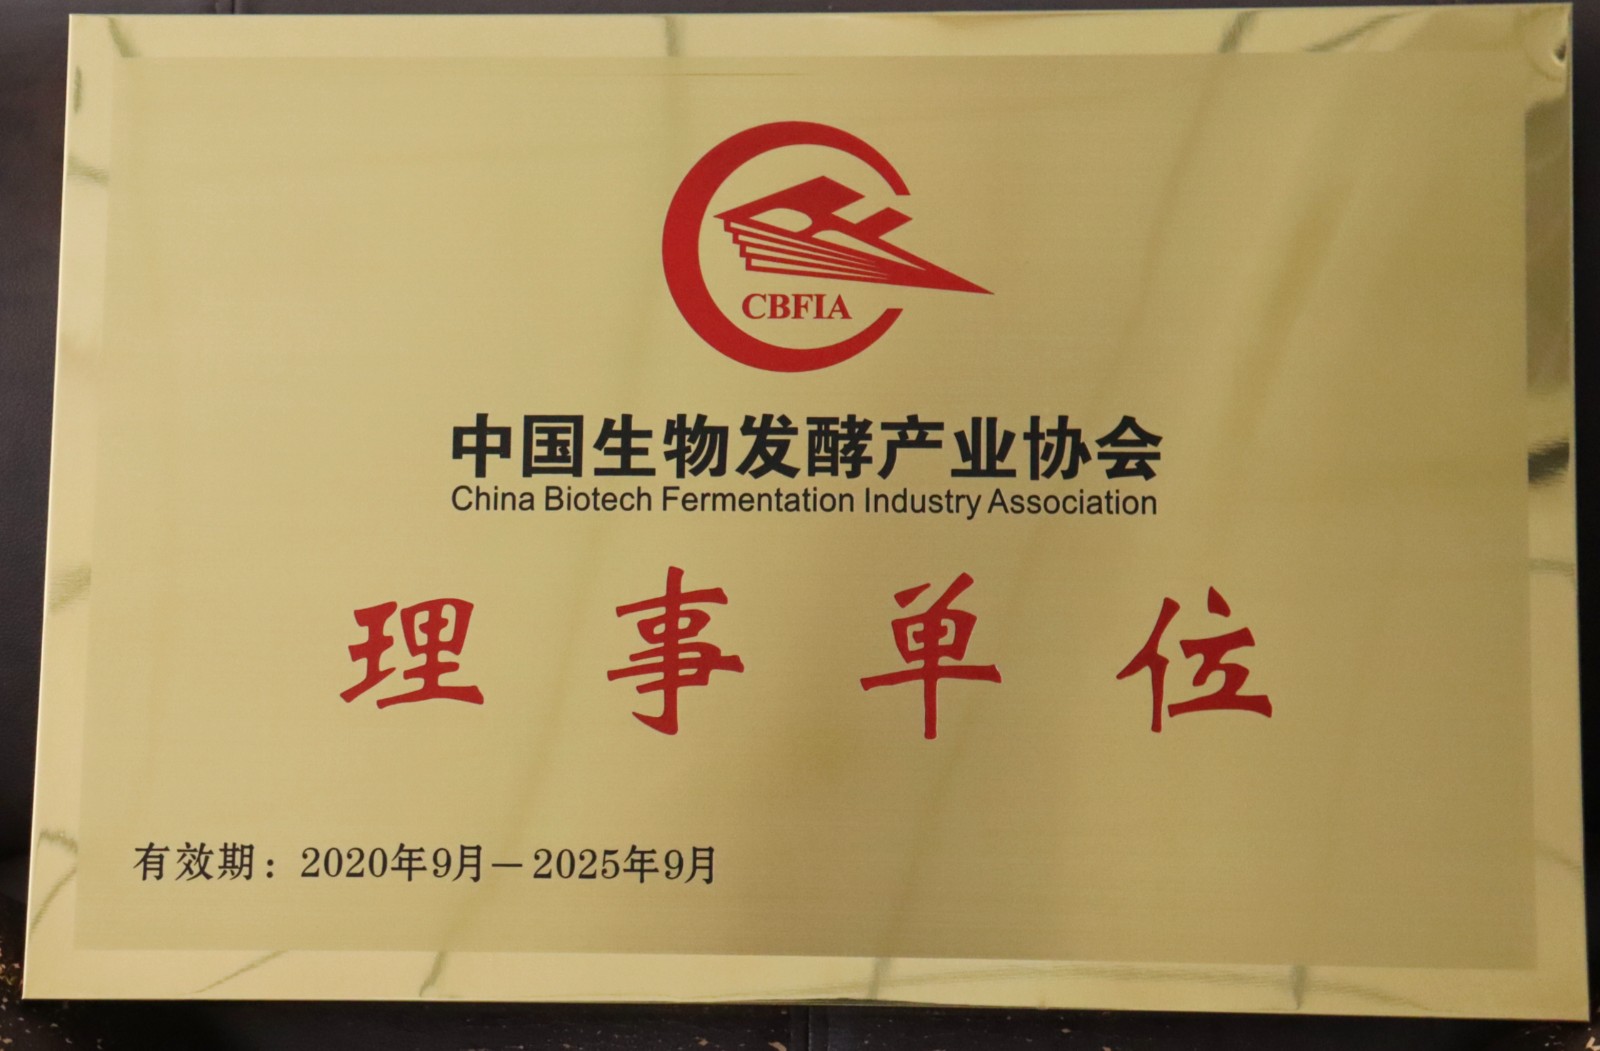 CBFIA
中国生物发酵产业协会
China Biotech Fermentation Industry Association
理事单位
有效期：2020年9月－2025年9月